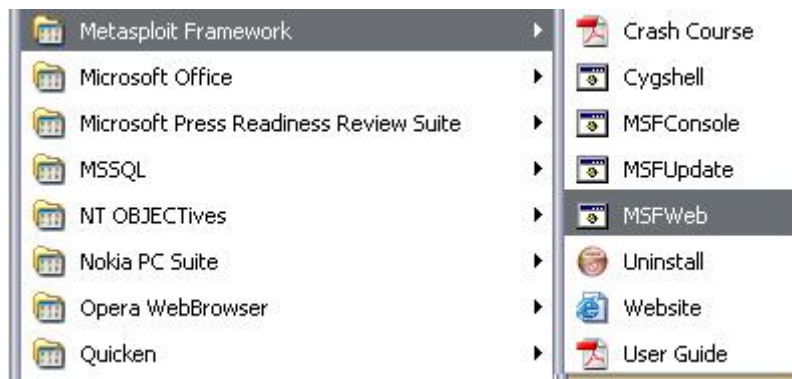 Metasploit Framework
Microsoft Office
Microsoft Press Readiness Review Suite
MSSQL
NT OBJECTives
Nokia PC Suite
Opera WebBrowser
Quicken
Crash Course
Cygshell
MSFConsole
MSFUpdate
MSFWeb
Uninstall
Website
User Guide